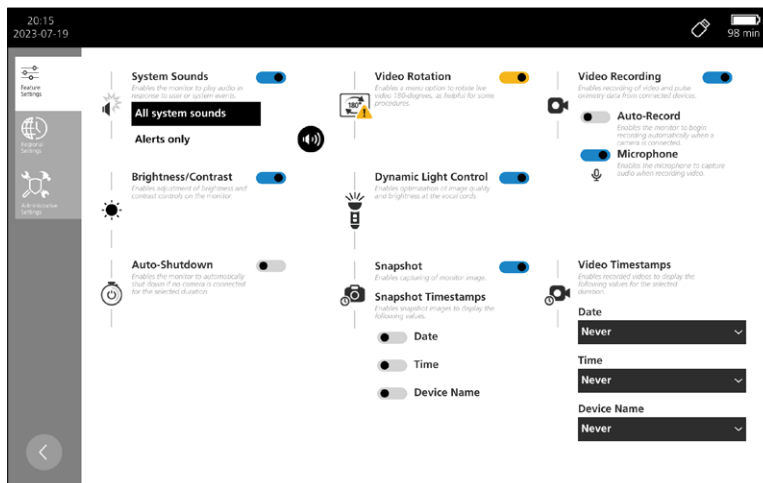 20:15
2023-07-19
98 min
Feature
Settings
Regional
Settings
Administrative
Settings
System Sounds
Enables the monitor to play audio in
response to user or system events.
All system sounds
Alerts only
Brightness/Contrast
Enables adjustment of brightness and
contrast controls on the monitor.
Auto-Shutdown
Enables the monitor to automatically
shut down if no camera is connected
for the selected duration.
Video Rotation
Enables a menu option to rotate live
video 180-degrees, as helpful for some
procedures.
180°
Dynamic Light Control
Enables optimization of image quality
and brightness at the vocal cords.
Snapshot
Enables capturing of monitor image.
Snapshot Timestamps
Enables snapshot images to display the
following values.
Date
Time
Device Name
Video Recording
Enables recording of video and pulse
oximetry data from connected devices.
Auto-Record
Enables the monitor to begin
recording automatically when a
camera is connected.
Microphone
Enables the microphone to capture
audio when recording video.
Video Timestamps
Enables recorded videos to display the
following values for the selected
duration.
Date
Never
Time
Never
Device Name
Never